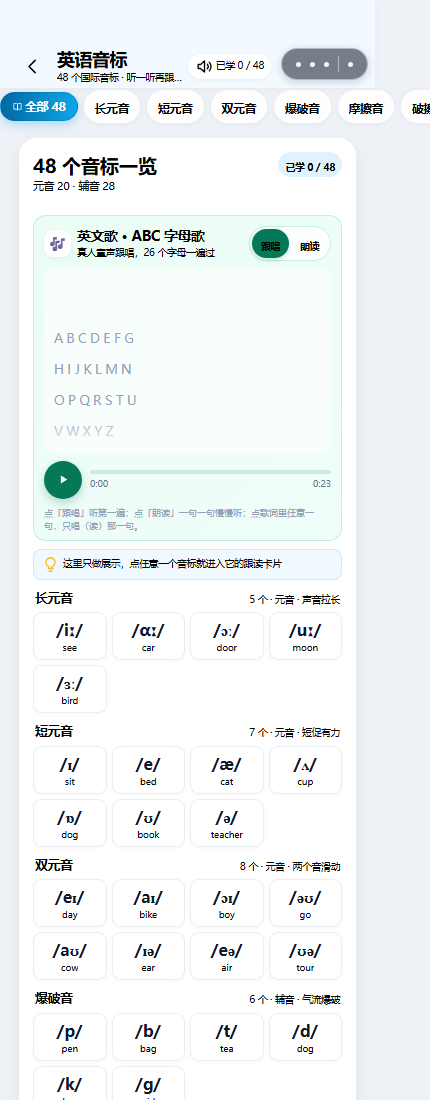 英语音标
48 个国际音标 · 听一听再跟...
已学 0 / 48
全部 48
长元音
短元音
双元音
爆破音
摩擦音
48 个音标一览
元音 20 · 辅音 28
已学 0 / 48
英文歌 • ABC 字母歌
真人童声跟唱，26 个字母一遍过
跟唱
朗读
A B C D E F G
H I J K L M N
O P Q R S T U
V W X Y Z
0:00
0:23
点「跟唱」听第一遍；点「朗读」一句一句慢慢听；点歌词里任意一
句，只唱（读）那一句。
这里只做展示，点任意一个音标就进入它的跟读卡片
长元音
5 个 · 元音 · 声音拉长
/iː/ /ɑː/ /ɔː/ /uː/
see car door moon
/ɜː/
bird
短元音
7 个 · 元音 · 短促有力
/ɪ/ /e/ /æ/ /ʌ/
sit bed cat cup
/ɒ/ /ʊ/ /ə/
dog book teacher
双元音
8 个 · 元音 · 两个音滑动
/eɪ/ /aɪ/ /ɔɪ/ /əʊ/
day bike boy go
/aʊ/ /ɪə/ /eə/ /ʊə/
cow ear air tour
爆破音
6 个 · 辅音 · 气流爆破
/p/ /b/ /t/ /d/
pen bag tea dog
/k/ /g/